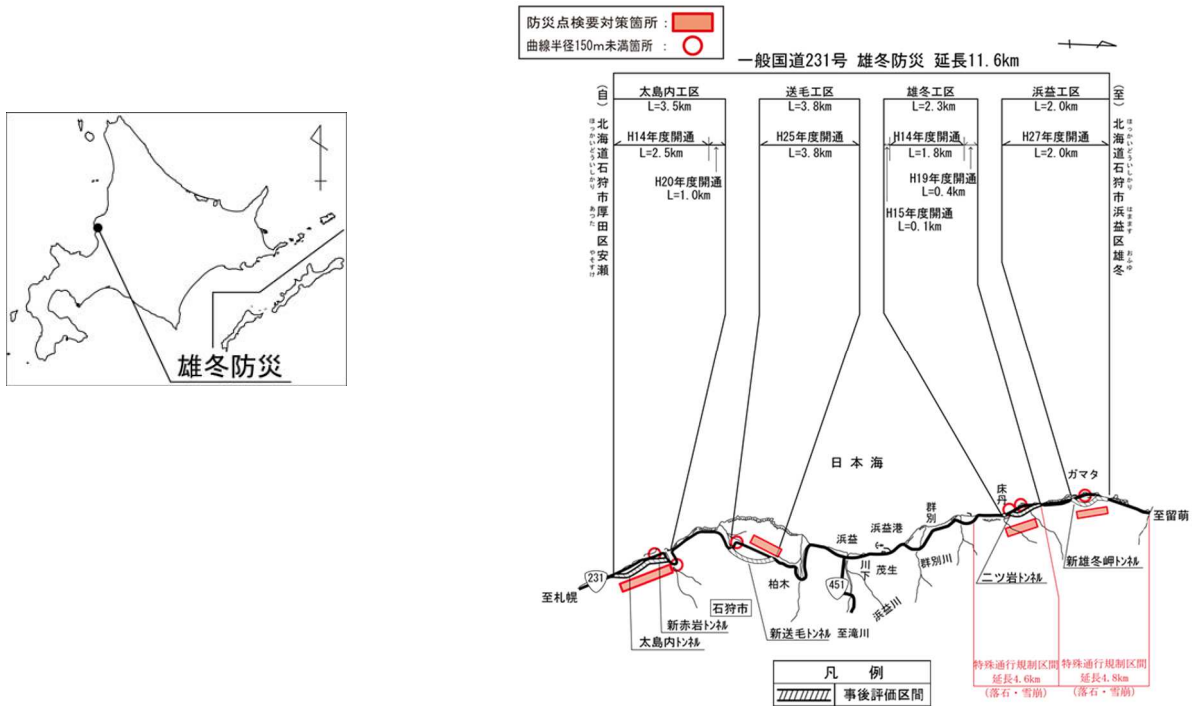 防災点検要対策箇所：
曲線半径150m未満箇所：
一般国道231号 雄冬防災 延長11.6km
(自)北海道石狩市厚田区安瀬
ほっかいどういしかり あつた やそすけ
太島内工区
L=3.5km
H14年度開通
L=2.5km
H20年度開通
L=1.0km
送毛工区
L=3.8km
H25年度開通
L=3.8km
雄冬工区
L=2.3km
H14年度開通
L=1.8km
H19年度開通
L=0.4km
H15年度開通
L=0.1km
浜益工区
L=2.0km
H27年度開通
L=2.0km
(至)北海道石狩市浜益区雄冬
ほっかいどういしかり はまます おふゆ
雄冬防災
日本海
ガマタ
床丹
群別
浜益港
浜益
至留萌
新雄冬岬トンネル
群別川
川下
茂生
二ツ岩トンネル
231
451
柏木
浜益川
至札幌
石狩市
新赤岩トンネル
新送毛トンネル
至滝川
太島内トンネル
特殊通行規制区間
延長4.6km
(落石・雪崩)
特殊通行規制区間
延長4.8km
(落石・雪崩)
凡 例
事後評価区間